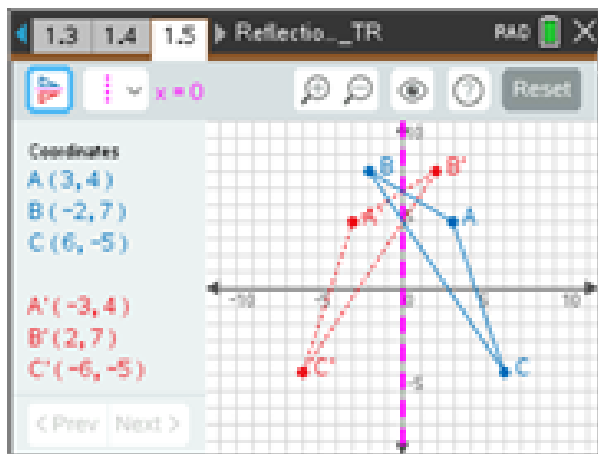 1.3 1.4 1.5 Reflectio..._TR RAD
x=0 Reset
Coordinates
A(3,4)
B(-2,7)
C(6,-5)
A'(-3,4)
B'(2,7)
C'(-6,-5)
< Prev Next >
10
B B'
A' A
5
-10 -5 0 5 10
C' C
-5